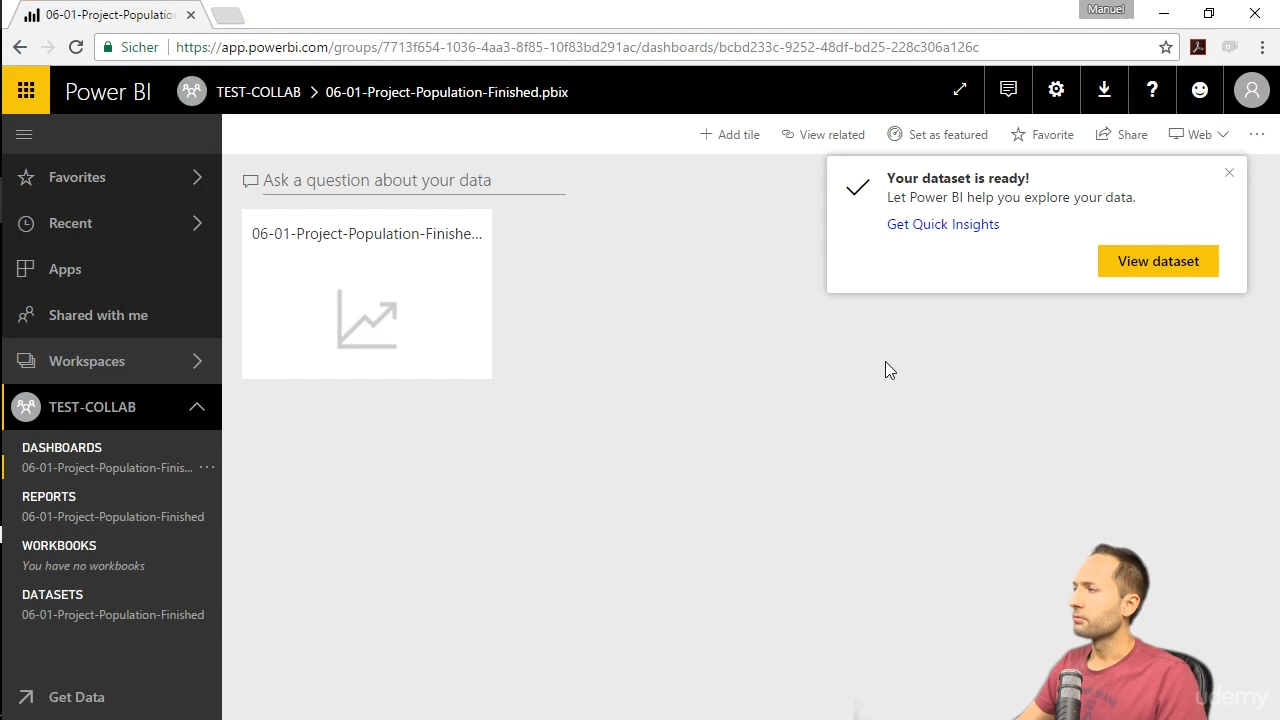 06-01-Project-Population
Manuel
Sicher
https://app.powerbi.com/groups/7713f654-1036-4aa3-8f85-10f83bd291ac/dashboards/bcbd233c-9252-48df-bd25-228c306a126c
Power BI
TEST-COLLAB > 06-01-Project-Population-Finished.pbix
+ Add tile
View related
Set as featured
Favorite
Share
Web
Ask a question about your data
06-01-Project-Population-Finishe...
Your dataset is ready!
Let Power BI help you explore your data.
Get Quick Insights
View dataset
Favorites
Recent
Apps
Shared with me
Workspaces
TEST-COLLAB
DASHBOARDS
06-01-Project-Population-Finis...
REPORTS
06-01-Project-Population-Finished
WORKBOOKS
You have no workbooks
DATASETS
06-01-Project-Population-Finished
Get Data
udemy